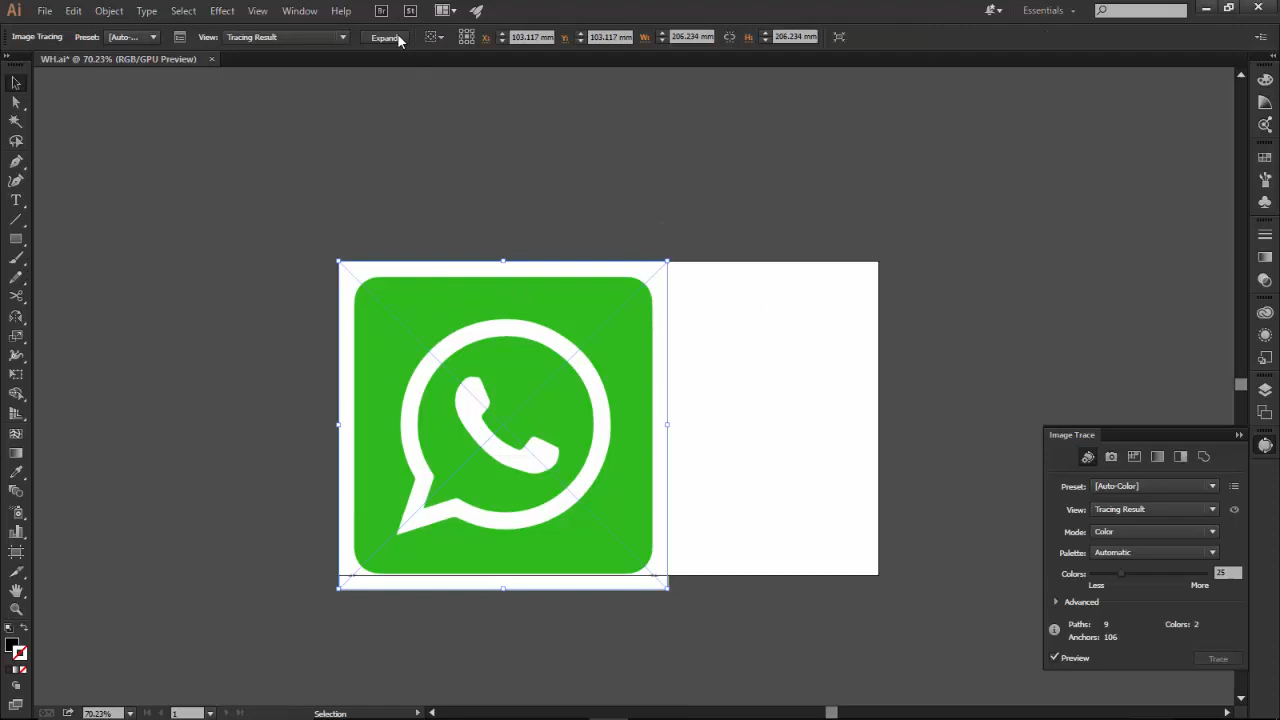 Ai File Edit Object Type Select Effect View Window Help Br St Essentials
Image Tracing Preset: [Auto-... View: Tracing Result Expand X: 103.117 mm Y: 103.117 mm W: 206.234 mm H: 206.234 mm
WH.ai* @ 70.23% (RGB/GPU Preview) ×
Image Trace
Preset: [Auto-Color]
View: Tracing Result
Mode: Color
Palette: Automatic
Colors: 25
Less More
Advanced
Paths: 9 Colors: 2
Anchors: 106
Preview Trace
70.23% 1 Selection